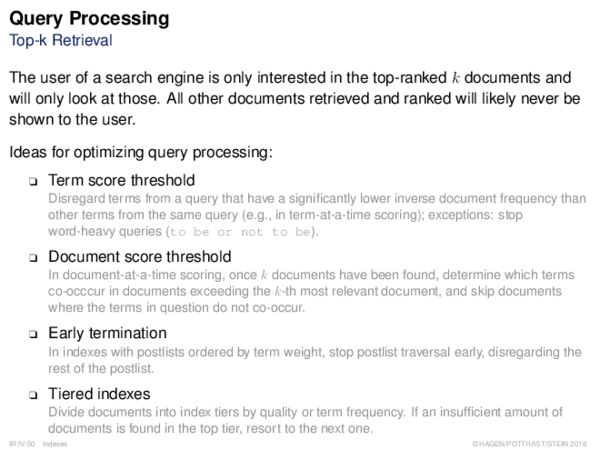 Query Processing
Top-k Retrieval
The user of a search engine is only interested in the top-ranked k documents and
will only look at those. All other documents retrieved and ranked will likely never be
shown to the user.
Ideas for optimizing query processing:
❑ Term score threshold
Disregard terms from a query that have a significantly lower inverse document frequency than
other terms from the same query (e.g., in term-at-a-time scoring); exceptions: stop
word-heavy queries (to be or not to be).
❑ Document score threshold
In document-at-a-time scoring, once k documents have been found, determine which terms
co-occcur in documents exceeding the k-th most relevant document, and skip documents
where the terms in question do not co-occur.
❑ Early termination
In indexes with postlists ordered by term weight, stop postlist traversal early, disregarding the
rest of the postlist.
❑ Tiered indexes
Divide documents into index tiers by quality or term frequency. If an insufficient amount of
documents is found in the top tier, resort to the next one.
IR:IV-50 Indexes ©HAGEN/POTTHAST/STEIN 2018